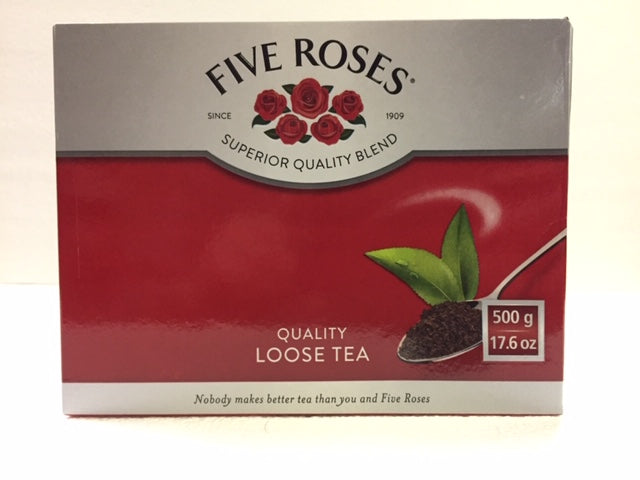 FIVE ROSES®
SINCE 1909
SUPERIOR QUALITY BLEND
QUALITY
LOOSE TEA
500 g
17.6 oz
Nobody makes better tea than you and Five Roses